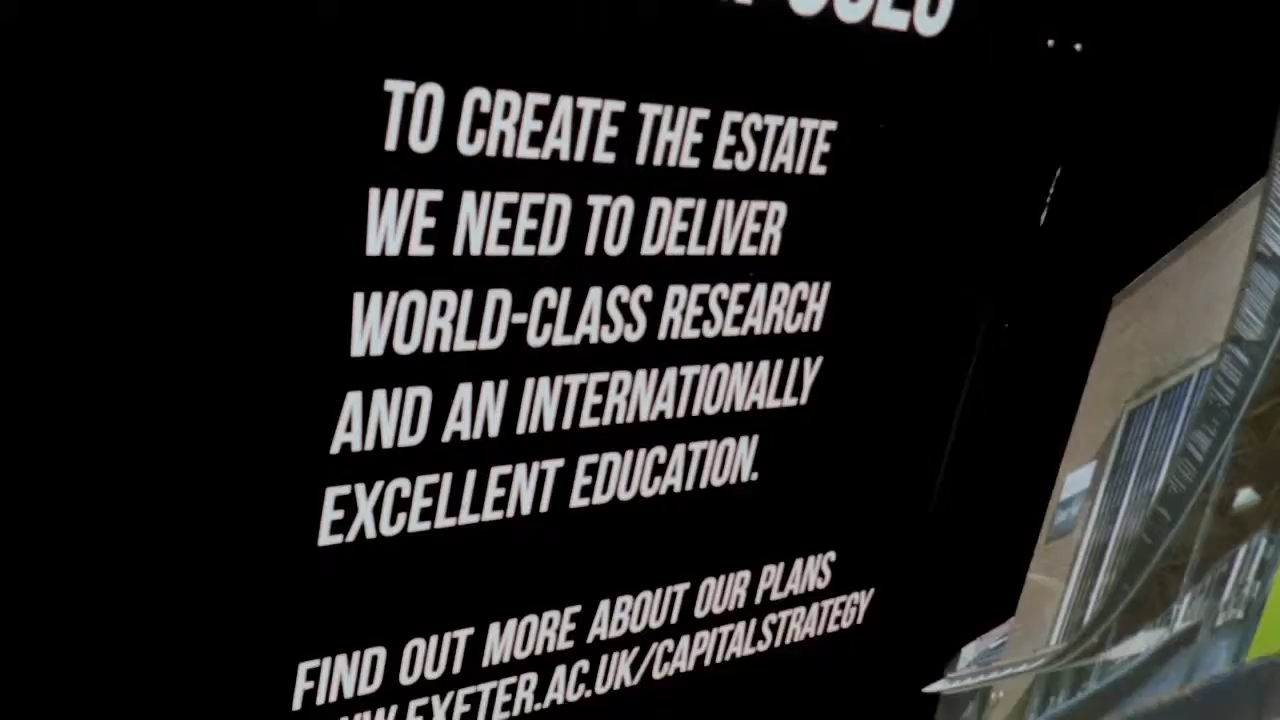 TO CREATE THE ESTATE
WE NEED TO DELIVER
WORLD-CLASS RESEARCH
AND AN INTERNATIONALLY
EXCELLENT EDUCATION.
FIND OUT MORE ABOUT OUR PLANS
WWW.EXETER.AC.UK/CAPITALSTRATEGY